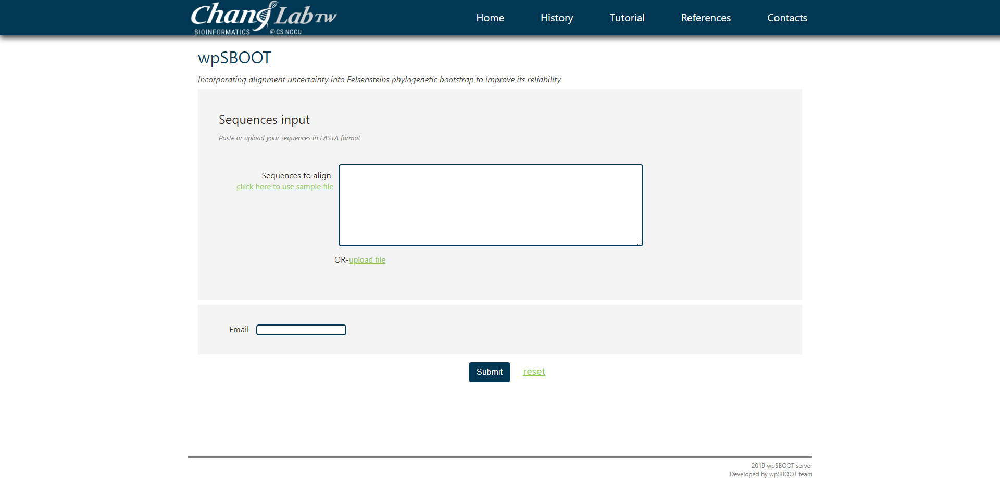 Chang Lab TW
BIOINFORMATICS @CS NCCU
Home History Tutorial References Contacts
wpSBOOT
Incorporating alignment uncertainty into Felsensteins phylogenetic bootstrap to improve its reliability
Sequences input
Paste or upload your sequences in FASTA format
Sequences to align
clilck here to use sample file
OR-upload file
Email
Submit reset
2019 wpSBOOT server
Developed by wpSBOOT team